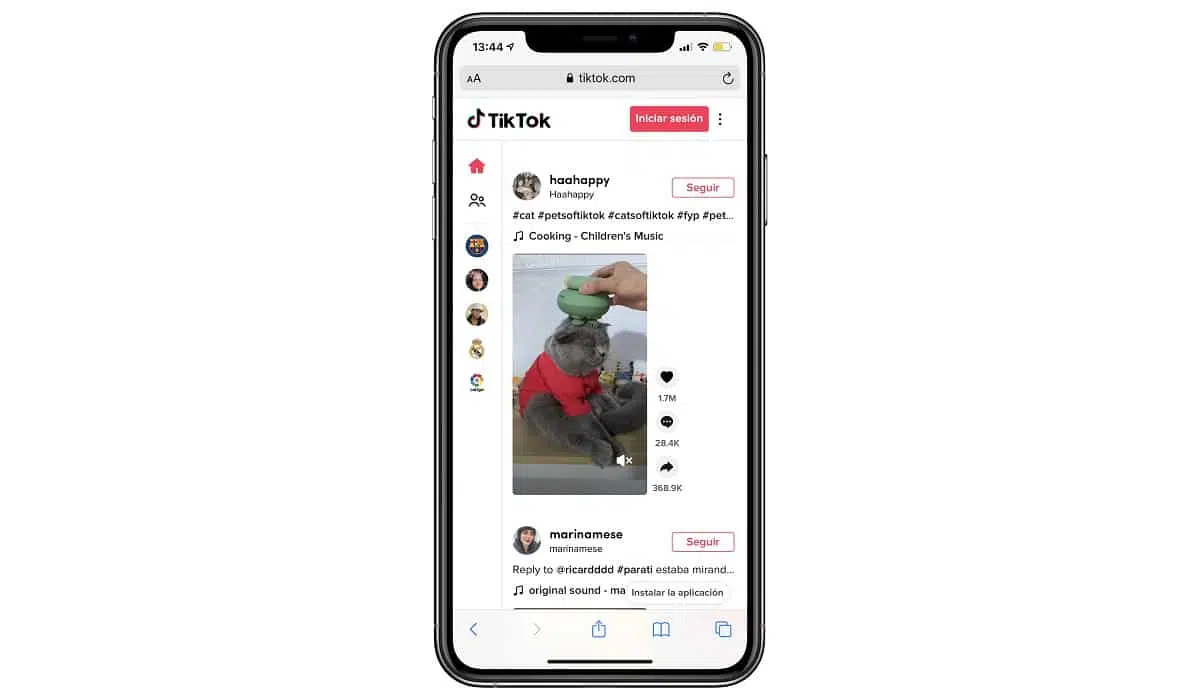 13:44
AA
tiktok.com
TikTok
Iniciar sesión
haahappy
Haahappy
Seguir
#cat #petsoftiktok #catsoftiktok #fyp #pet...
Cooking - Children's Music
1.7M
28.4K
368.9K
marinamese
marinamese
Seguir
Reply to @ricardddd #parati estaba mirand...
original sound - ma
Instalar la aplicación